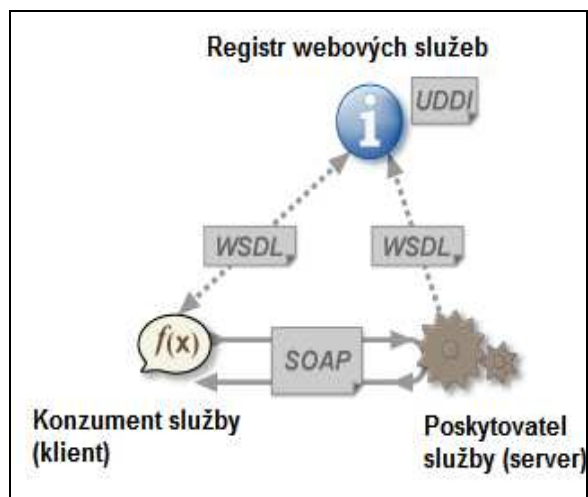 Registr webových služeb
UDDI
i
WSDL
WSDL
f(x)
SOAP
Konzument služby
(klient)
Poskytovatel
služby (server)